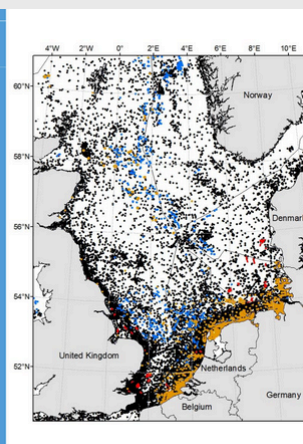 4°W 2°W 0° 2°E 4°E 6°E 8°E 10°E
60°N
Norway
58°N
Denmar
56°N
54°N
52°N
United Kingdom
Netherlands
Belgium
Germany